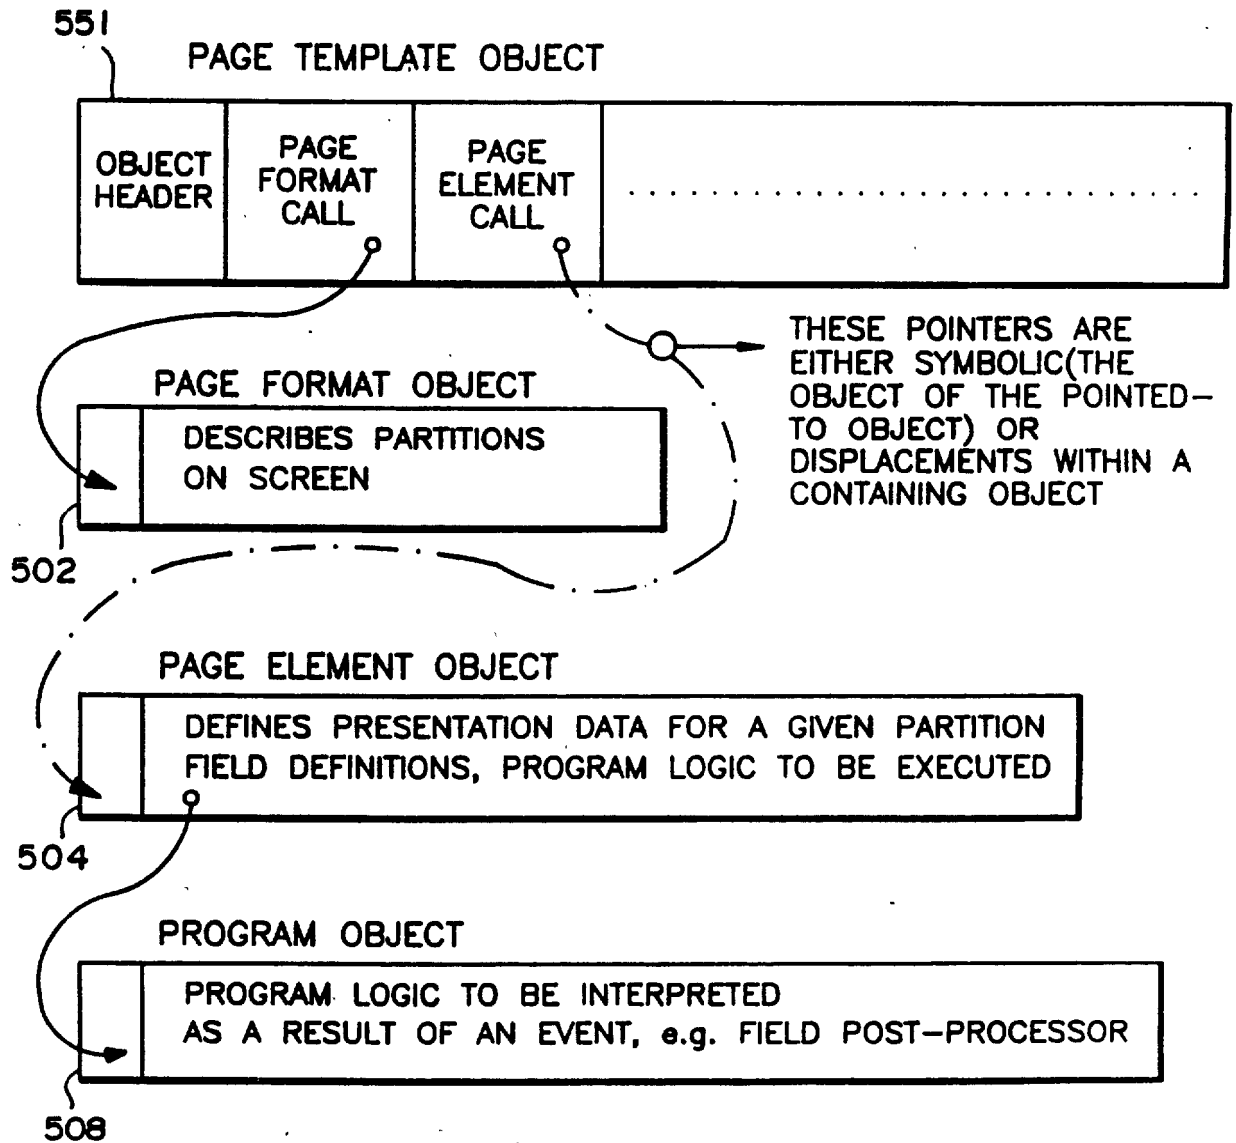 551
PAGE TEMPLATE OBJECT
OBJECT
HEADER
PAGE
FORMAT
CALL
PAGE
ELEMENT
CALL
THESE POINTERS ARE
EITHER SYMBOLIC(THE
OBJECT OF THE POINTED-
TO OBJECT) OR
DISPLACEMENTS WITHIN A
CONTAINING OBJECT
PAGE FORMAT OBJECT
DESCRIBES PARTITIONS
ON SCREEN
502
PAGE ELEMENT OBJECT
DEFINES PRESENTATION DATA FOR A GIVEN PARTITION
FIELD DEFINITIONS, PROGRAM LOGIC TO BE EXECUTED
504
PROGRAM OBJECT
PROGRAM LOGIC TO BE INTERPRETED
AS A RESULT OF AN EVENT, e.g. FIELD POST-PROCESSOR
508